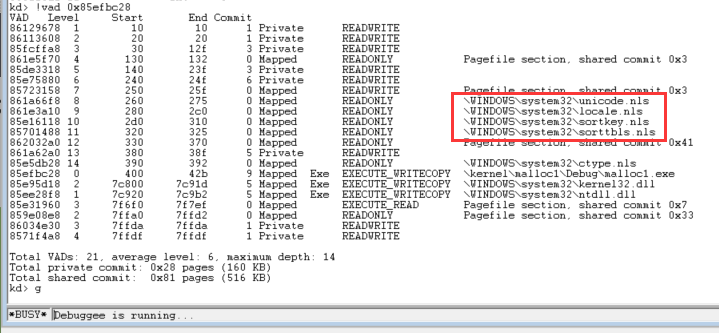 kd> !vad 0x85efbc28
VAD Level Start End Commit
86129678 1 10 10 1 Private READWRITE
86113608 2 20 20 1 Private READWRITE
85fcffa8 3 30 12f 3 Private READWRITE
861e5f70 4 130 132 0 Mapped READONLY Pagefile section, shared commit 0x3
85de3318 5 140 23f 3 Private READWRITE
85e75880 6 240 24f 6 Private READWRITE
85723158 7 250 25f 0 Mapped READWRITE Pagefile section, shared commit 0x3
861a66f8 8 260 275 0 Mapped READONLY \WINDOWS\system32\unicode.nls
861e3a10 9 280 2c0 0 Mapped READONLY \WINDOWS\system32\locale.nls
85e16118 10 2d0 310 0 Mapped READONLY \WINDOWS\system32\sortkey.nls
85701488 11 320 325 0 Mapped READONLY \WINDOWS\system32\sorttbls.nls
862032a0 12 330 370 0 Mapped READONLY Pagefile section, shared commit 0x41
861a62a0 13 380 38f 5 Private READWRITE
85e5db28 14 390 392 0 Mapped READONLY \WINDOWS\system32\ctype.nls
85efbc28 0 400 42b 9 Mapped Exe EXECUTE_WRITECOPY \kernel\malloc1\Debug\malloc1.exe
85e95d18 2 7c800 7c91d 5 Mapped Exe EXECUTE_WRITECOPY \WINDOWS\system32\kernel32.dll
85ee28f8 1 7c920 7c9b2 5 Mapped Exe EXECUTE_WRITECOPY \WINDOWS\system32\ntdll.dll
85e31960 3 7f6f0 7f7ef 0 Mapped EXECUTE_READ Pagefile section, shared commit 0x7
859e08e8 2 7ffa0 7ffd2 0 Mapped READONLY Pagefile section, shared commit 0x33
86034e30 3 7ffda 7ffda 1 Private READWRITE
8571f4a8 4 7ffdf 7ffdf 1 Private READWRITE
Total VADs: 21, average level: 6, maximum depth: 14
Total private commit: 0x28 pages (160 KB)
Total shared commit: 0x81 pages (516 KB)
kd> g
*BUSY* Debuggee is running...